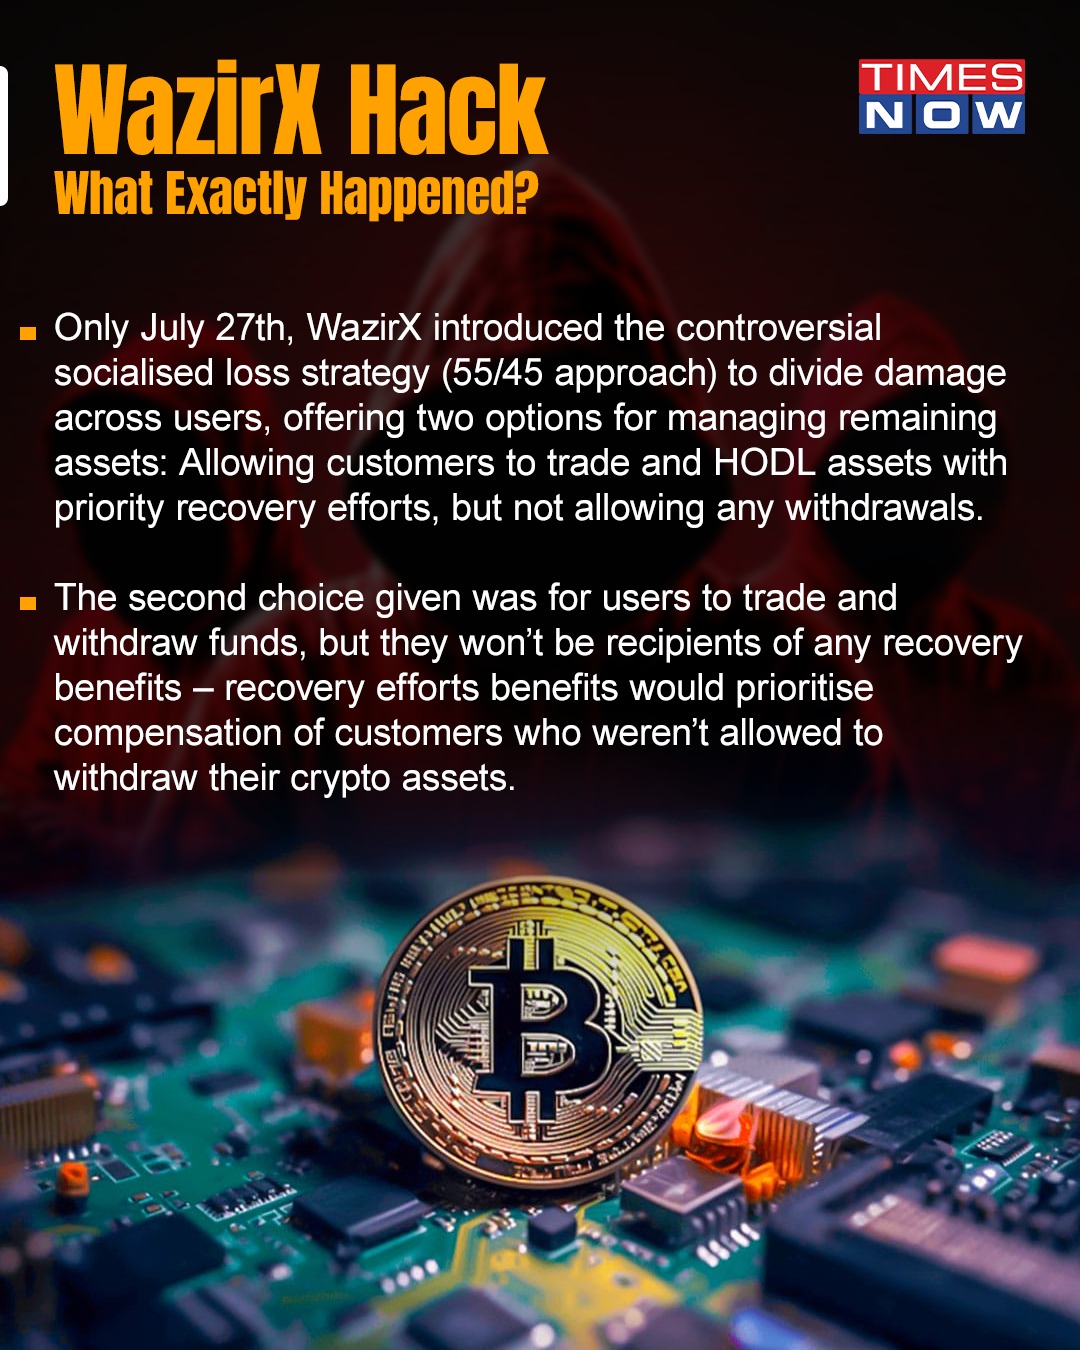 WazirX Hack
TIMES
NOW
What Exactly Happened?
Only July 27th, WazirX introduced the controversial
socialised loss strategy (55/45 approach) to divide damage
across users, offering two options for managing remaining
assets: Allowing customers to trade and HODL assets with
priority recovery efforts, but not allowing any withdrawals.
The second choice given was for users to trade and
withdraw funds, but they won’t be recipients of any recovery
benefits – recovery efforts benefits would prioritise
compensation of customers who weren’t allowed to
withdraw their crypto assets.